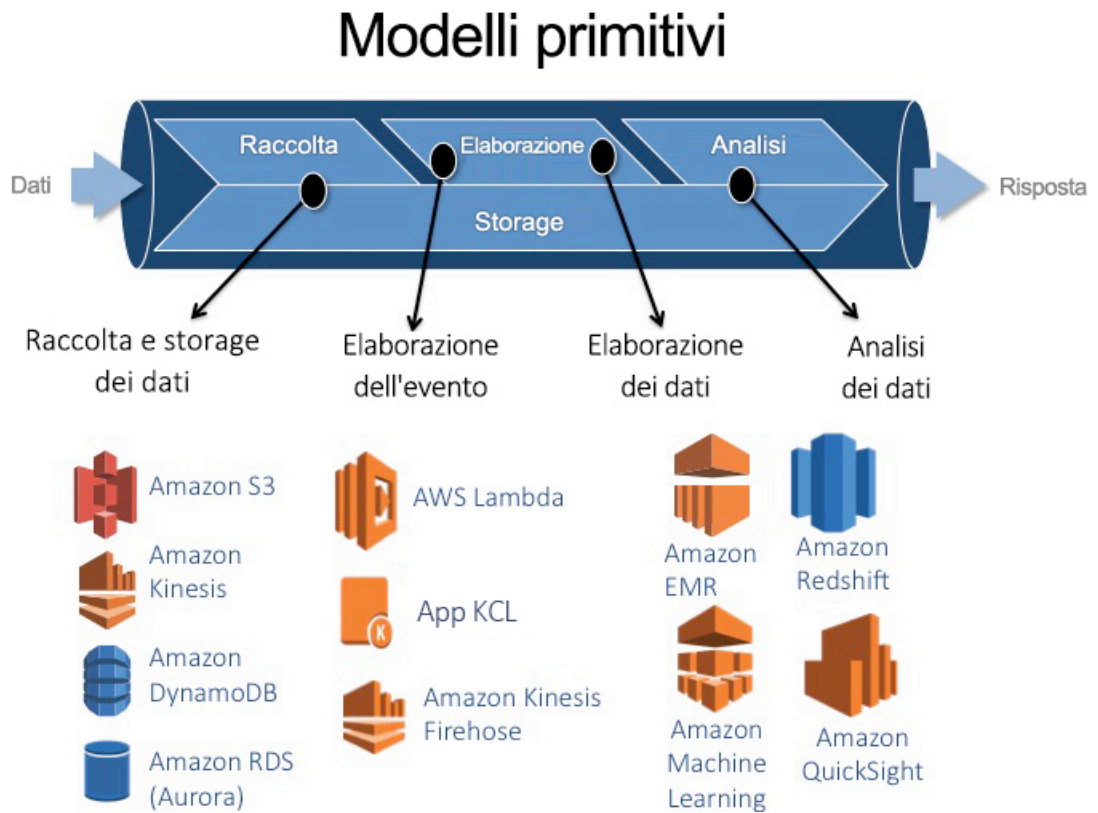 Modelli primitivi
Dati
Raccolta
Elaborazione
Analisi
Storage
Risposta
Raccolta e storage
dei dati
Elaborazione
dell'evento
Elaborazione
dei dati
Analisi
dei dati
Amazon S3
Amazon
Kinesis
Amazon
DynamoDB
Amazon RDS
(Aurora)
AWS Lambda
K
App KCL
Amazon Kinesis
Firehose
Amazon
EMR
Amazon
Redshift
Amazon
Machine
Learning
Amazon
QuickSight